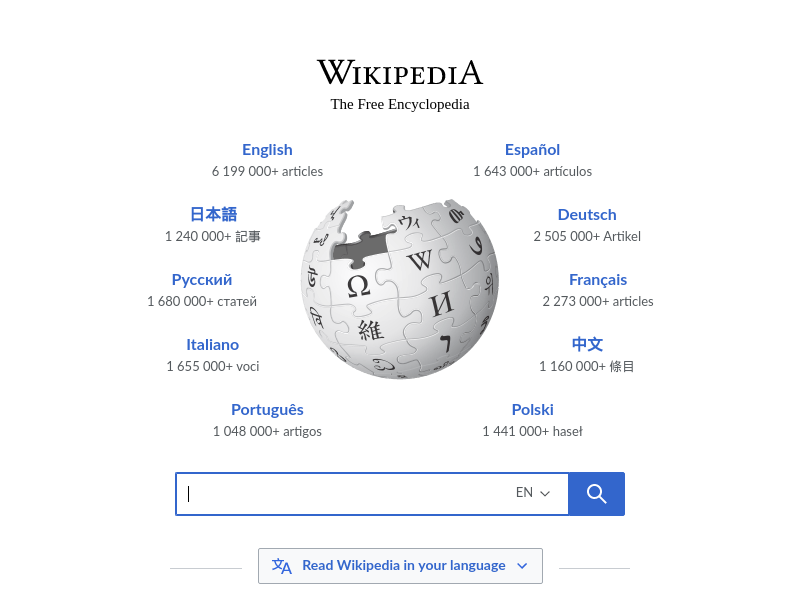 WIKIPEDIA
The Free Encyclopedia
English
6 199 000+ articles
Español
1 643 000+ artículos
日本語
1 240 000+ 記事
Deutsch
2 505 000+ Artikel
Русский
1 680 000+ статей
Français
2 273 000+ articles
Italiano
1 655 000+ voci
中文
1 160 000+ 條目
Português
1 048 000+ artigos
Polski
1 441 000+ haseł
ウィ
W
Ω
И
維
EN
Read Wikipedia in your language